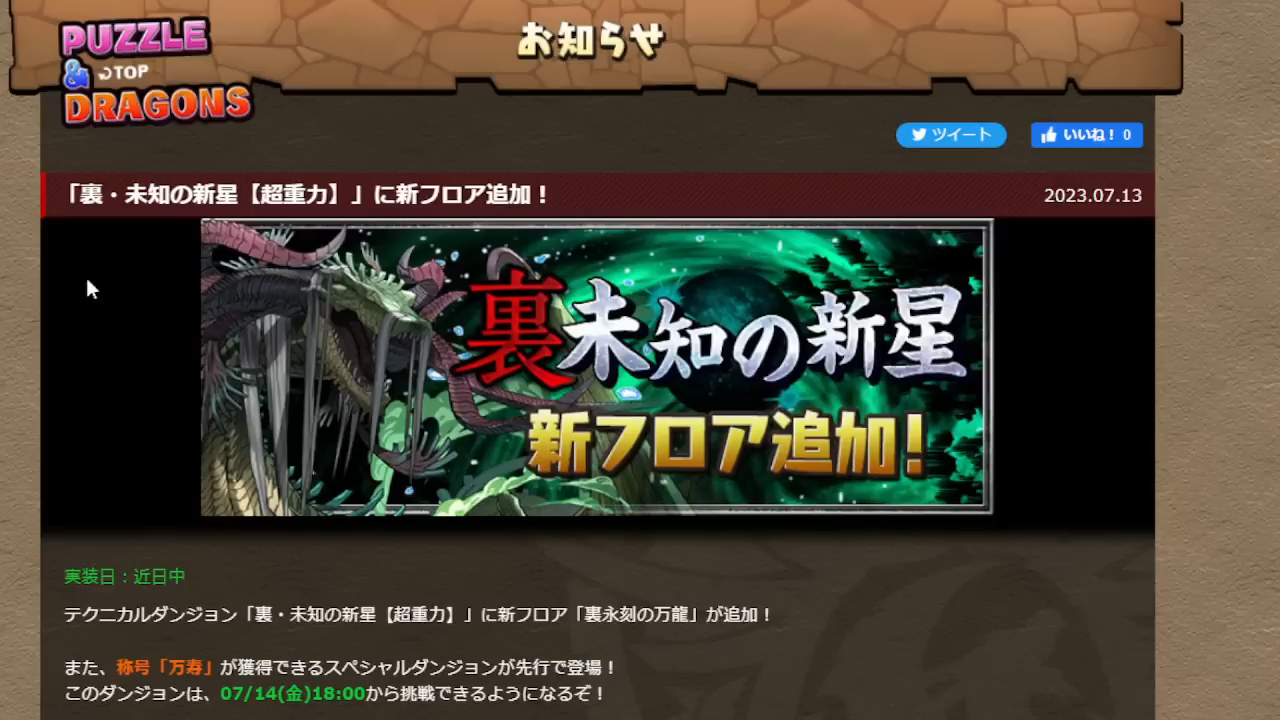 お知らせ
PUZZLE
& TOP
DRAGONS
ツイート
いいね！ 0
「裏・未知の新星【超重力】」に新フロア追加！
2023.07.13
裏未知の新星
新フロア追加！
実装日：近日中
テクニカルダンジョン「裏・未知の新星【超重力】」に新フロア「裏永刻の万龍」が追加！
また、称号「万寿」が獲得できるスペシャルダンジョンが先行で登場！
このダンジョンは、07/14(金)18:00から挑戦できるようになるぞ！